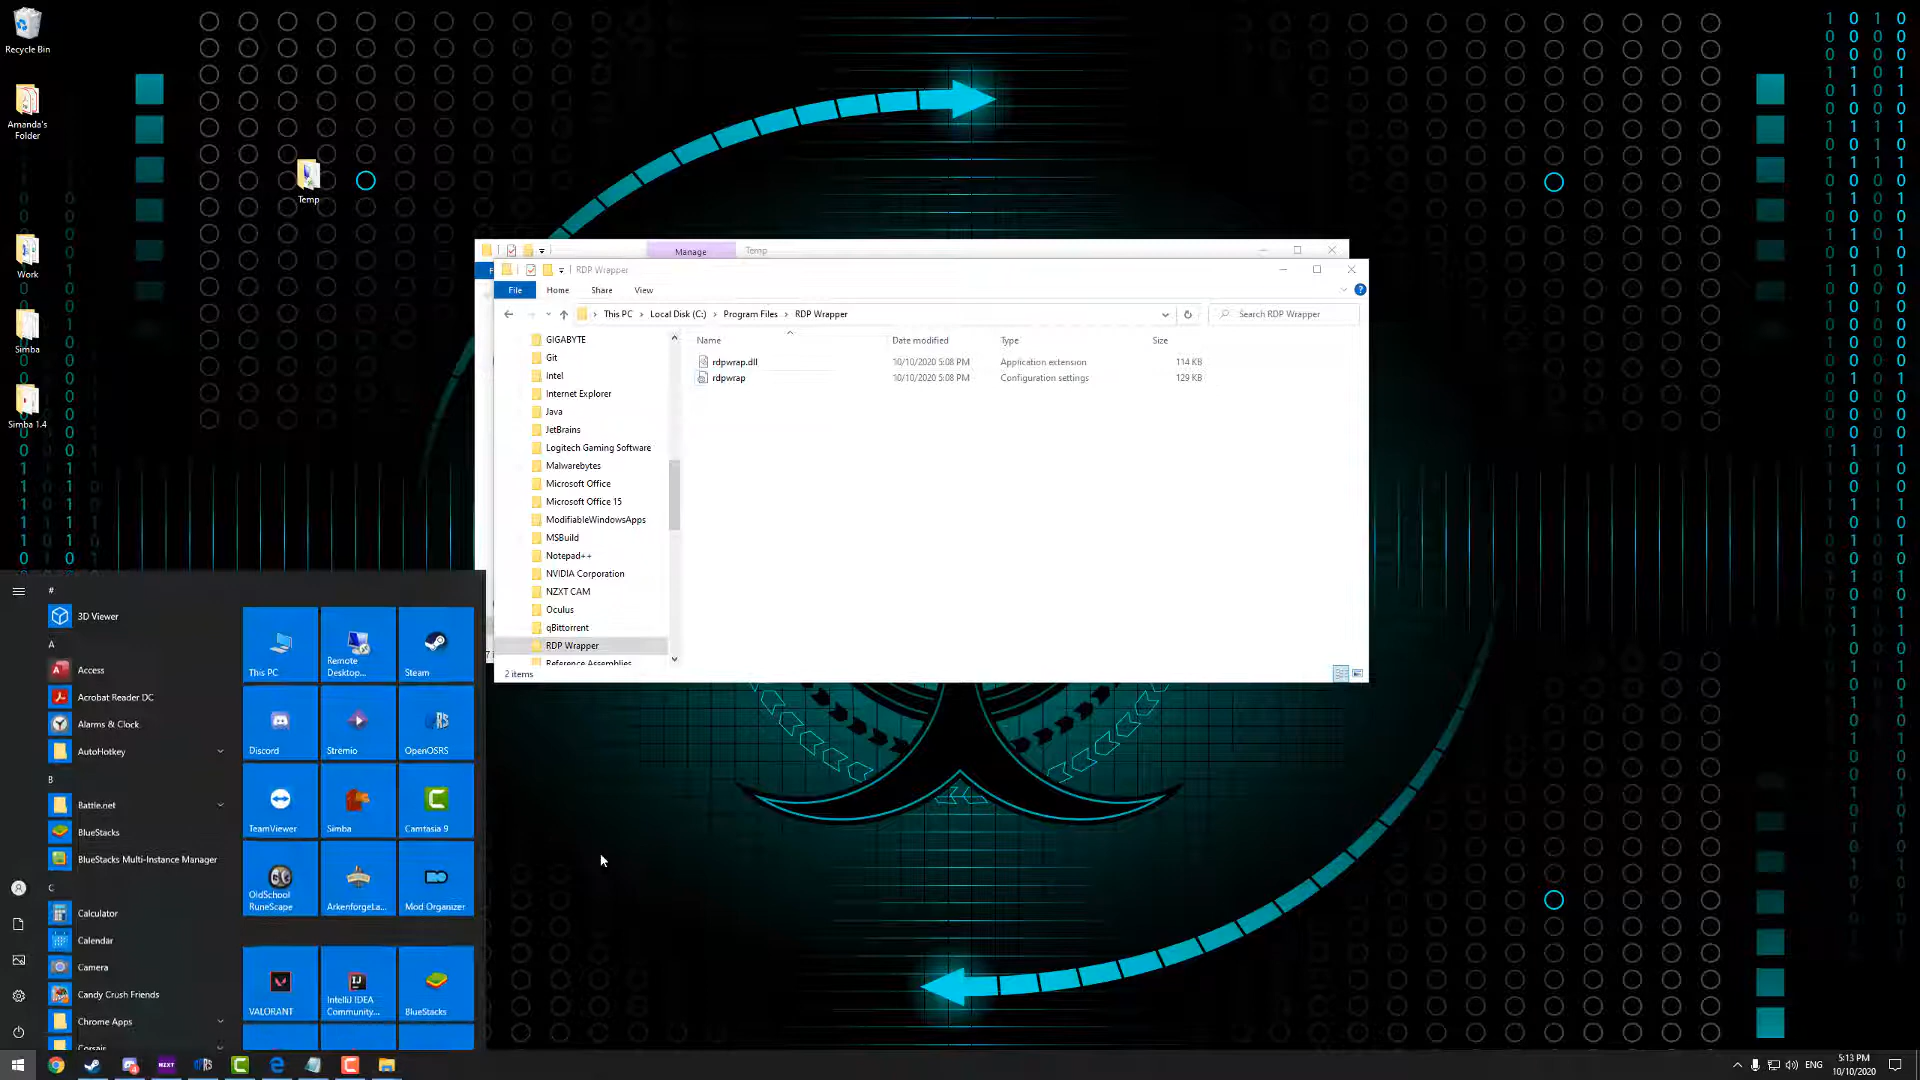 Recycle Bin
Amanda's
Folder
Temp
Work
Simba
Simba 1.4
Manage
Temp
RDP Wrapper
File
Home
Share
View
This PC
Local Disk (C:)
Program Files
RDP Wrapper
Search RDP Wrapper
Name
Date modified
Type
Size
rdpwrap.dll
10/10/2020 5:08 PM
Application extension
114 KB
rdpwrap
10/10/2020 5:08 PM
Configuration settings
129 KB
GIGABYTE
Git
Intel
Internet Explorer
Java
JetBrains
Logitech Gaming Software
Malwarebytes
Microsoft Office
Microsoft Office 15
ModifiableWindowsApps
MSBuild
Notepad++
NVIDIA Corporation
NZXT CAM
Oculus
qBittorrent
RDP Wrapper
Reference Assemblies
2 items
#
3D Viewer
A
Access
Acrobat Reader DC
Alarms & Clock
AutoHotkey
B
Battle.net
BlueStacks
BlueStacks Multi-Instance Manager
C
Calculator
Calendar
Camera
Candy Crush Friends
Chrome Apps
Corsair
This PC
Remote
Desktop...
Steam
Discord
Stremio
OpenOSRS
TeamViewer
Simba
Camtasia 9
OldSchool
RuneScape
ArkenforgeLa...
Mod Organizer
VALORANT
IntelliJ IDEA
Community...
BlueStacks
ENG
5:13 PM
10/10/2020